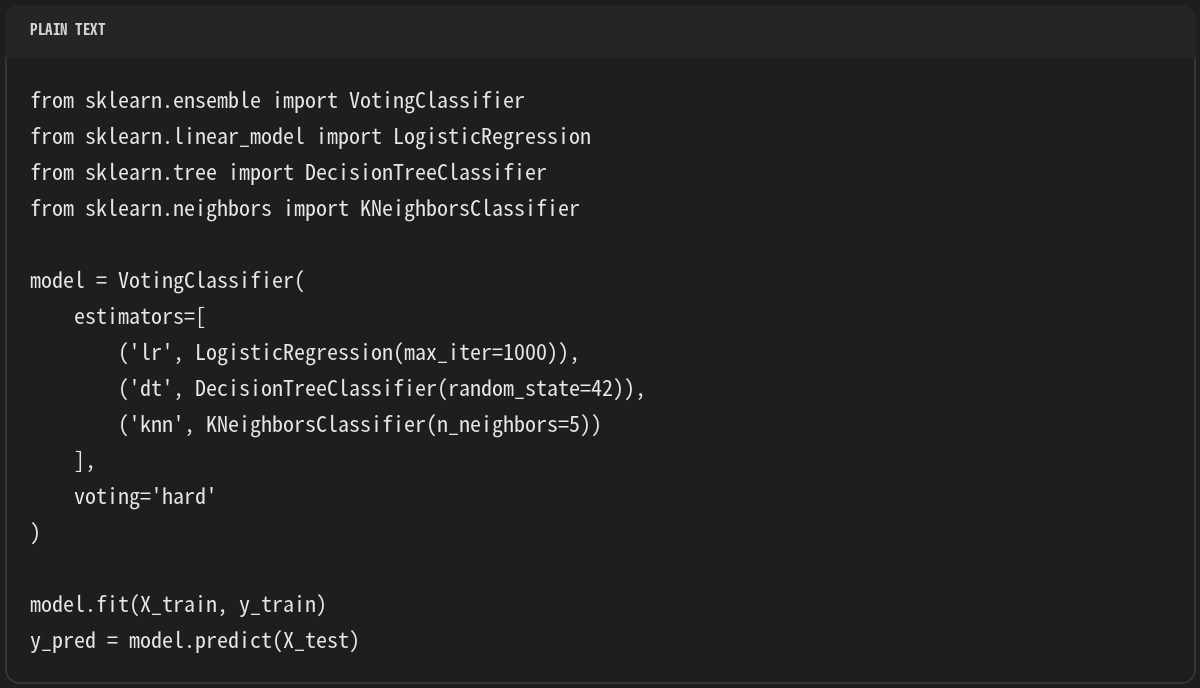 PLAIN TEXT
from sklearn.ensemble import VotingClassifier
from sklearn.linear_model import LogisticRegression
from sklearn.tree import DecisionTreeClassifier
from sklearn.neighbors import KNeighborsClassifier

model = VotingClassifier(
    estimators=[
        ('lr', LogisticRegression(max_iter=1000)),
        ('dt', DecisionTreeClassifier(random_state=42)),
        ('knn', KNeighborsClassifier(n_neighbors=5))
    ],
    voting='hard'
)

model.fit(X_train, y_train)
y_pred = model.predict(X_test)